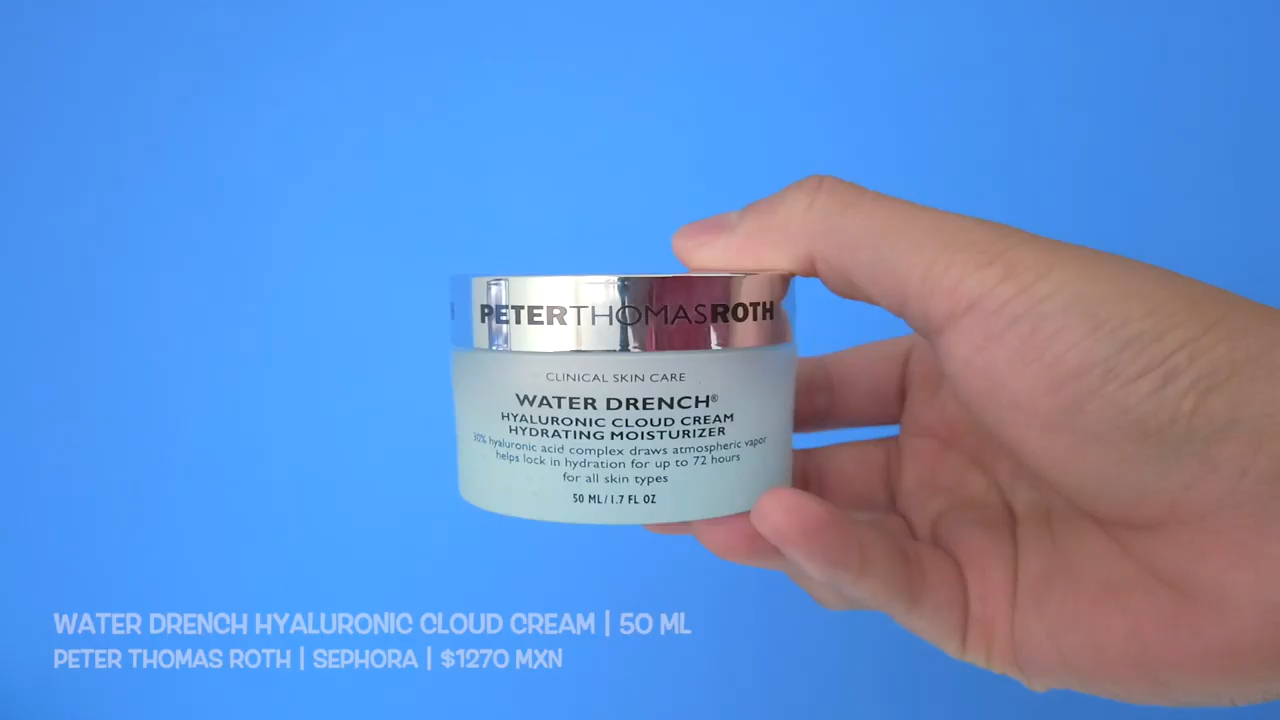 PETERTHOMASROTH
CLINICAL SKIN CARE
WATER DRENCH®
HYALURONIC CLOUD CREAM
HYDRATING MOISTURIZER
30% hyaluronic acid complex draws atmospheric vapor
helps lock in hydration for up to 72 hours
for all skin types
50 ML/1.7 FL OZ
WATER DRENCH HYALURONIC CLOUD CREAM | 50 ML
PETER THOMAS ROTH | SEPHORA | $1270 MXN